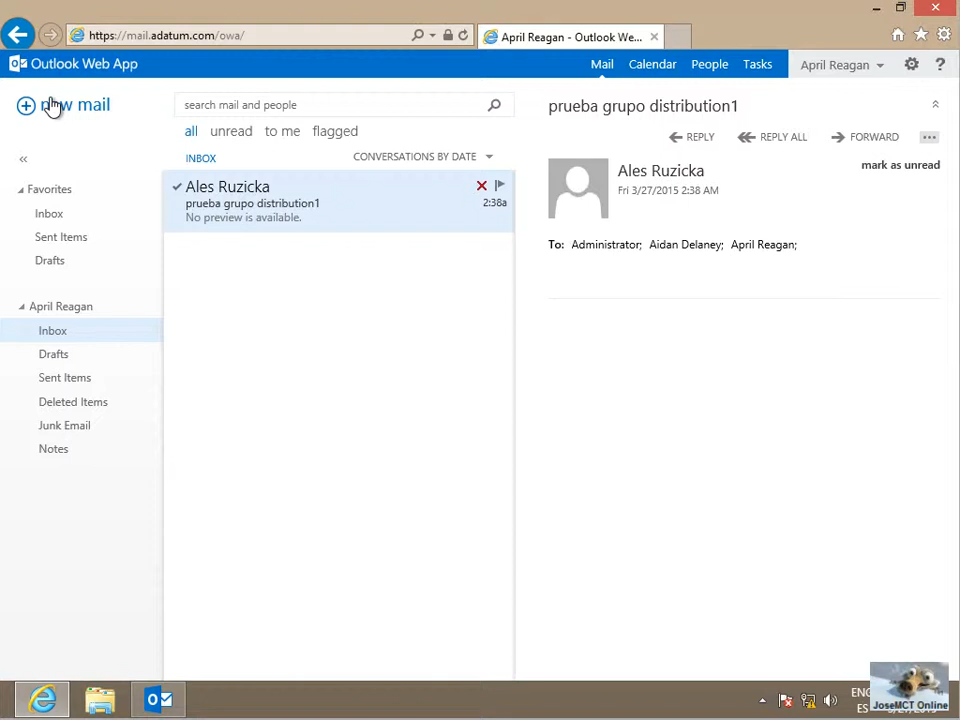 https://mail.adatum.com/owa/
April Reagan - Outlook We...
Outlook Web App
Mail
Calendar
People
Tasks
April Reagan
?
new mail
search mail and people
all
unread
to me
flagged
INBOX
CONVERSATIONS BY DATE
Favorites
Inbox
Sent Items
Drafts
April Reagan
Inbox
Drafts
Sent Items
Deleted Items
Junk Email
Notes
Ales Ruzicka
prueba grupo distribution1
2:38a
No preview is available.
prueba grupo distribution1
REPLY
REPLY ALL
FORWARD
mark as unread
Ales Ruzicka
Fri 3/27/2015 2:38 AM
To: Administrator; Aidan Delaney; April Reagan;
ENG
ES
JoseMCT Online